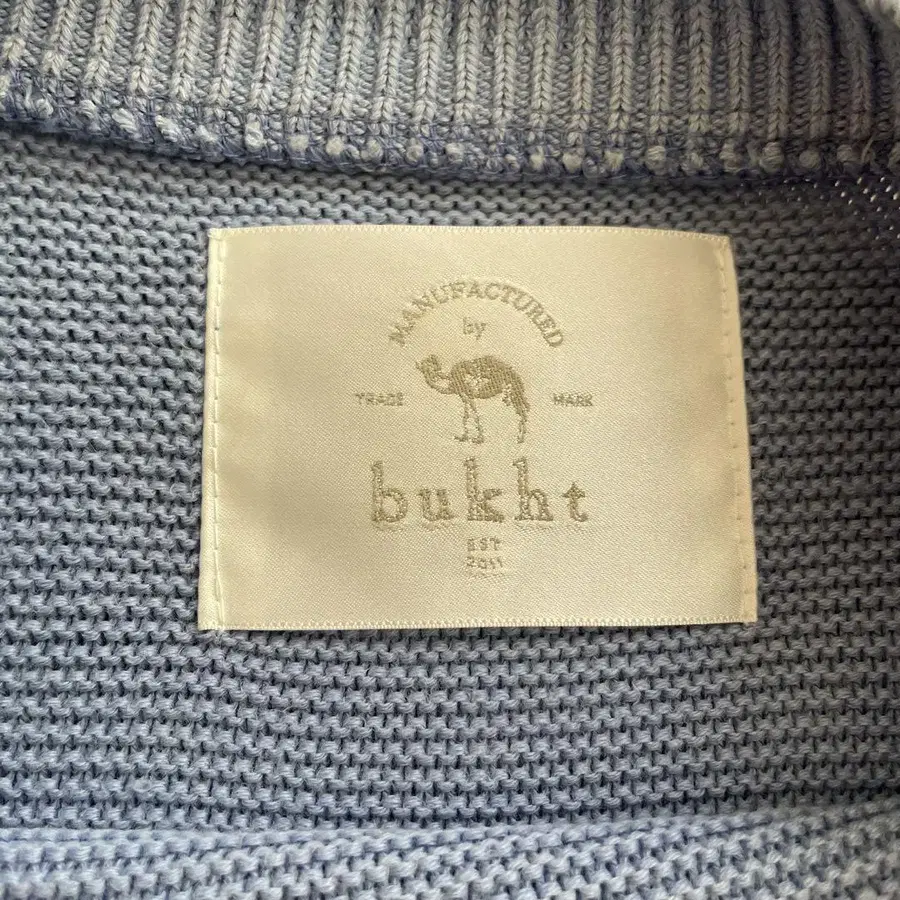 MANUFACTURED
by
TRADE MARK
bukht
EST
2011